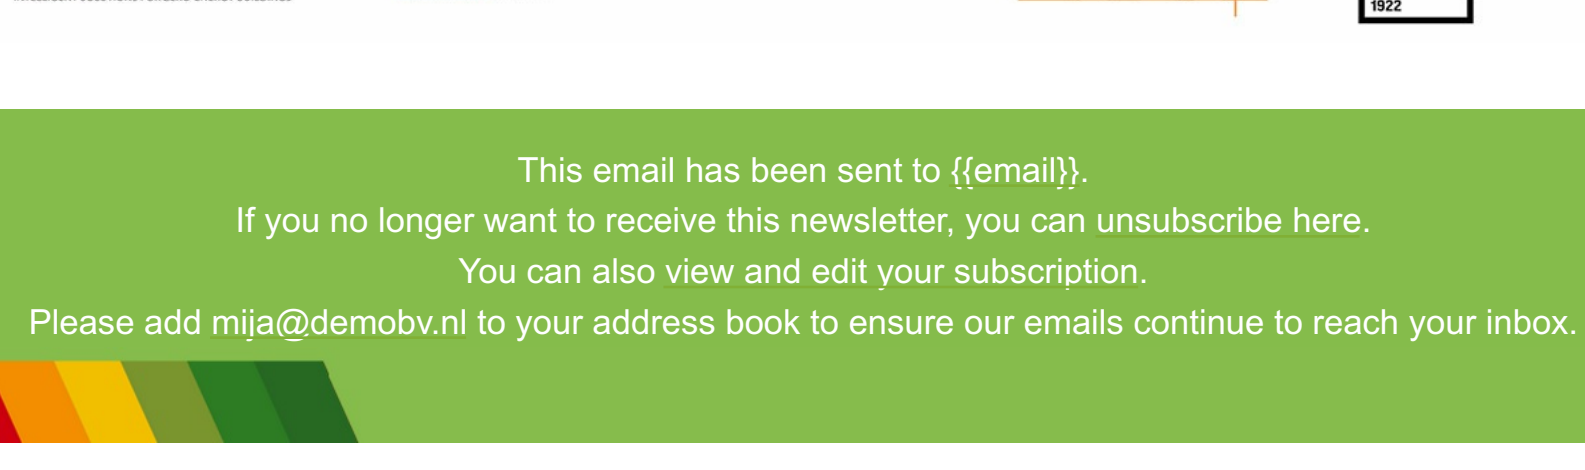 1922
This email has been sent to {{email}}.
If you no longer want to receive this newsletter, you can unsubscribe here.
You can also view and edit your subscription.
Please add mija@demobv.nl to your address book to ensure our emails continue to reach your inbox.